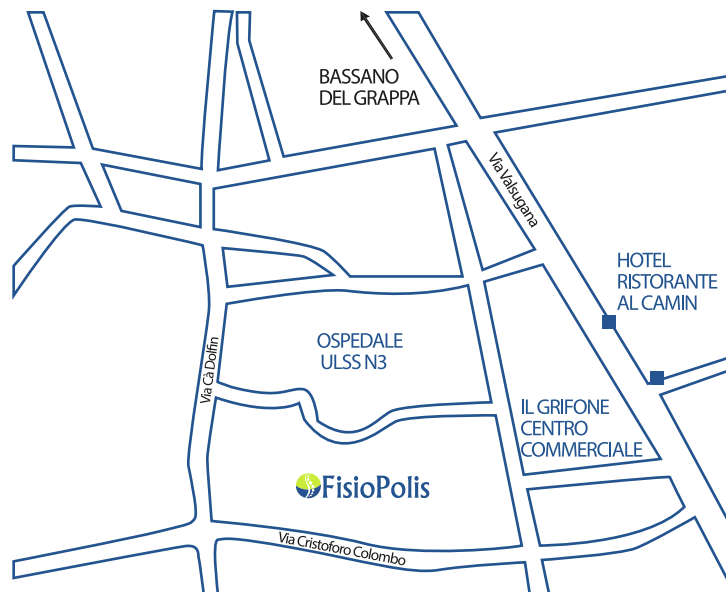 BASSANO
DEL GRAPPA
Via Valsugana
HOTEL
RISTORANTE
AL CAMIN
OSPEDALE
ULSS N3
Via Cà Dolfin
IL GRIFONE
CENTRO
COMMERCIALE
FisioPolis
Via Cristoforo Colombo